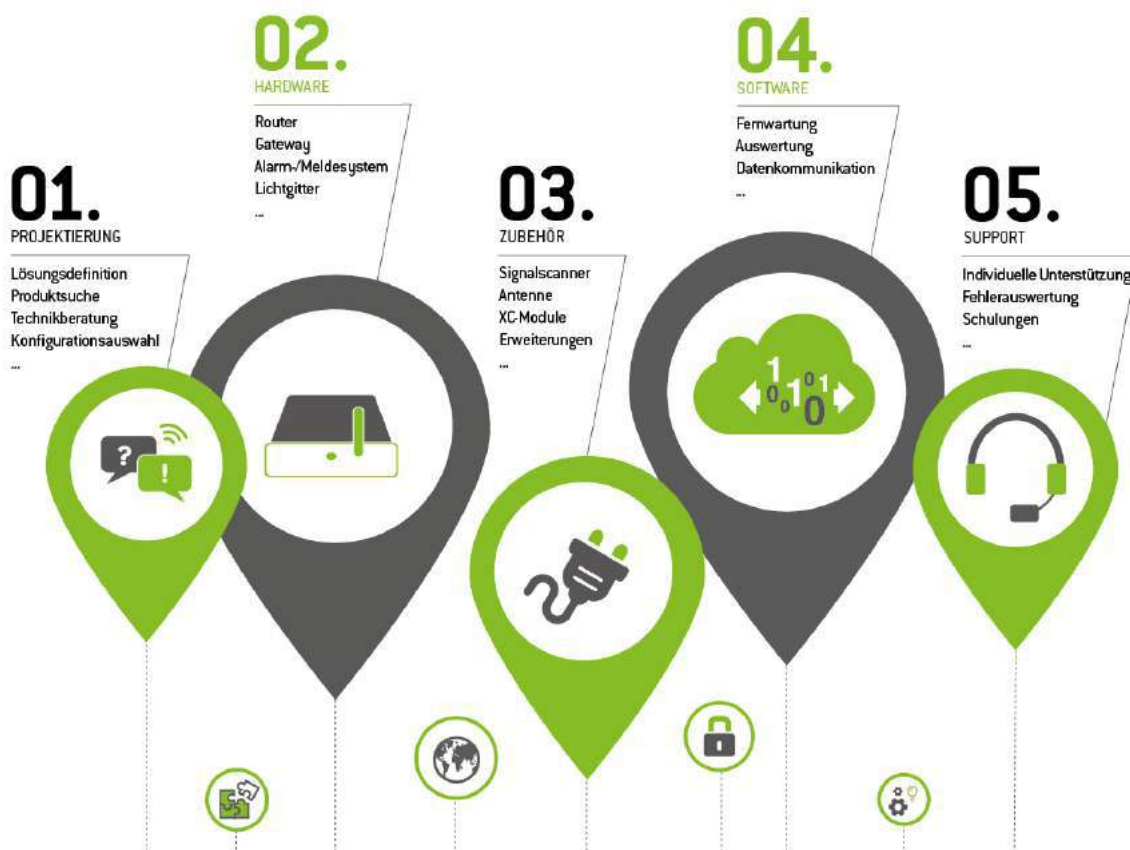 01.
PROJEKTIERUNG
Lösungsdefinition
Produktsuche
Technikberatung
Konfigurationsauswahl
...
02.
HARDWARE
Router
Gateway
Alarm-/Meldesystem
Lichtgitter
...
03.
ZUBEHÖR
Signalscanner
Antenne
XC-Module
Erweiterungen
...
04.
SOFTWARE
Fernwartung
Auswertung
Datenkommunikation
...
05.
SUPPORT
Individuelle Unterstützung
Fehlerauswertung
Schulungen
...
?
!
1
0 0 1 0 1
0